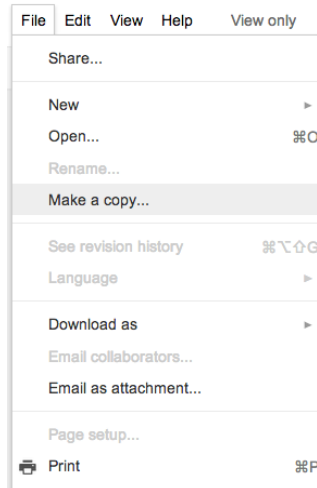 File Edit View Help View only
Share...
New ►
Open... ⌘O
Rename...
Make a copy...
See revision history ⌘⌥⇧G
Language ►
Download as ►
Email collaborators...
Email as attachment...
Page setup...
Print ⌘P